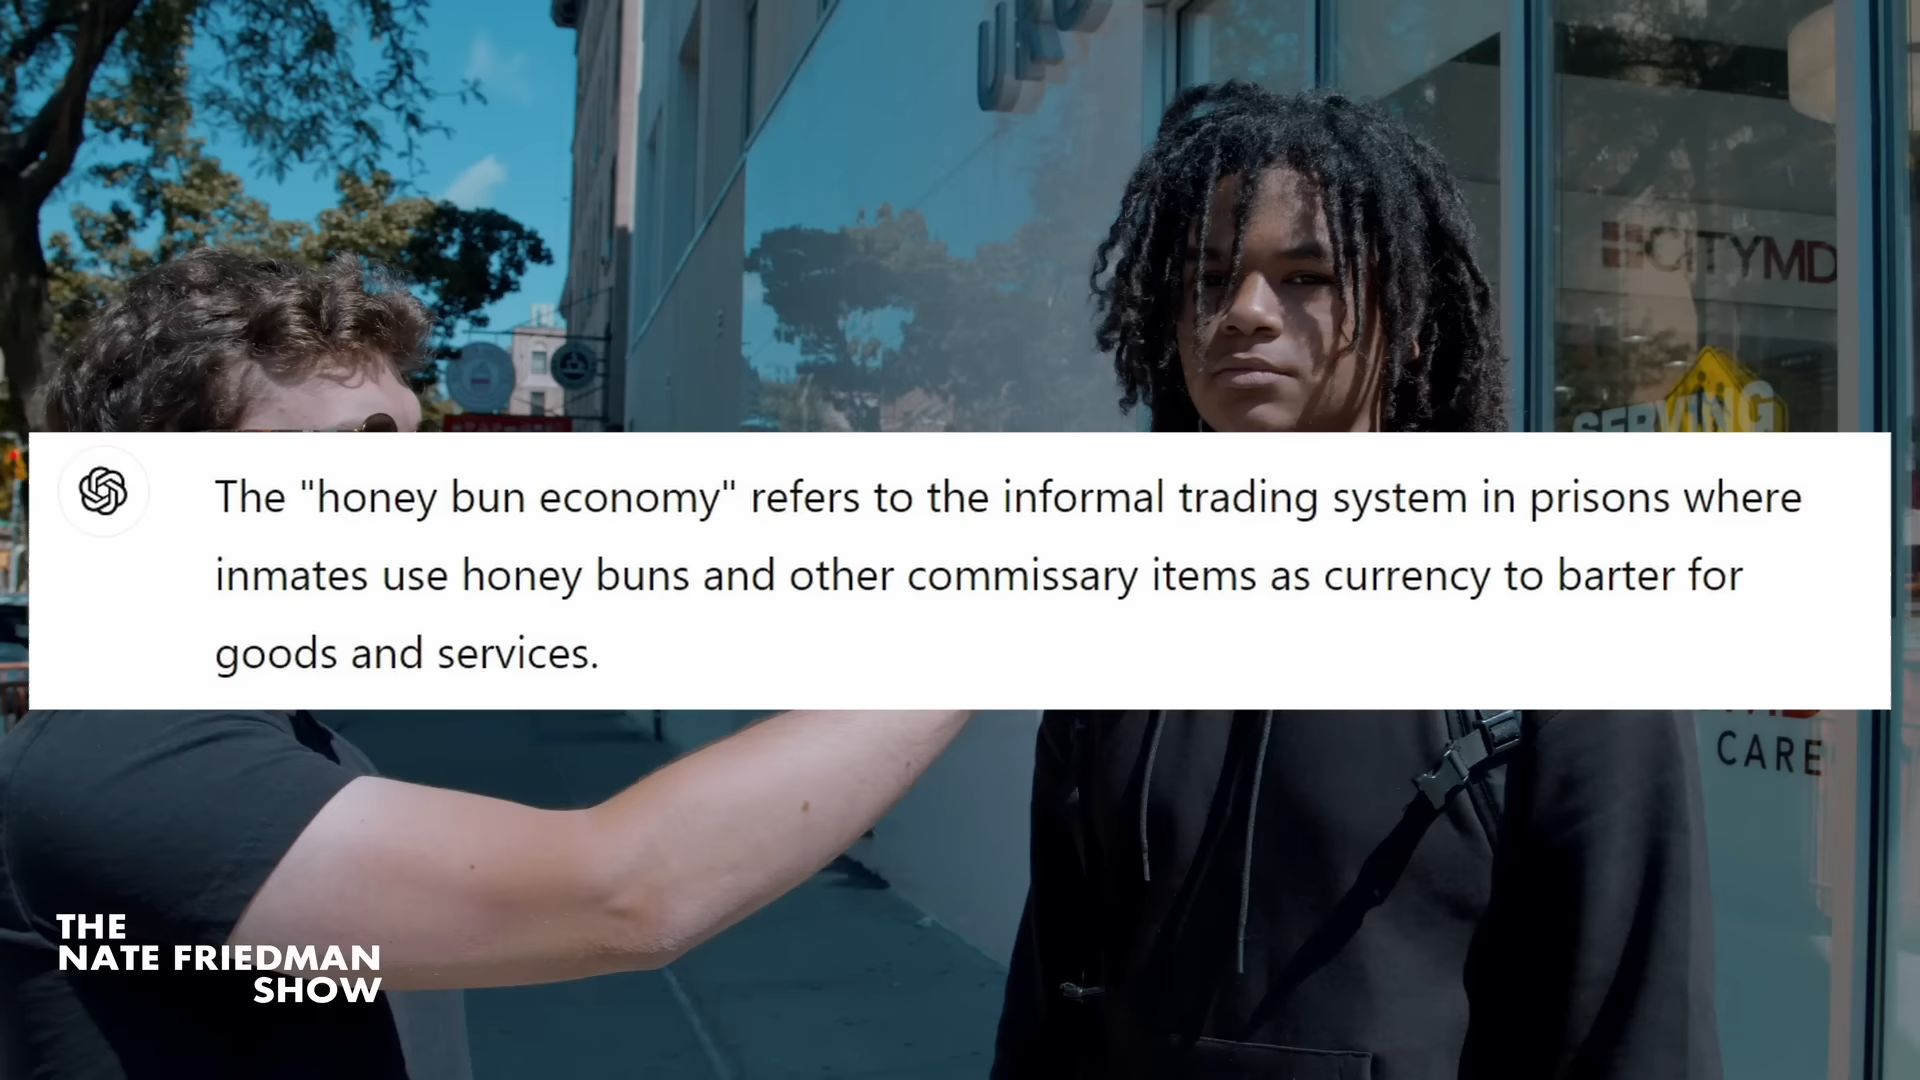 CITYMD
SERVING
The "honey bun economy" refers to the informal trading system in prisons where
inmates use honey buns and other commissary items as currency to barter for
goods and services.
CARE
THE
NATE FRIEDMAN
SHOW